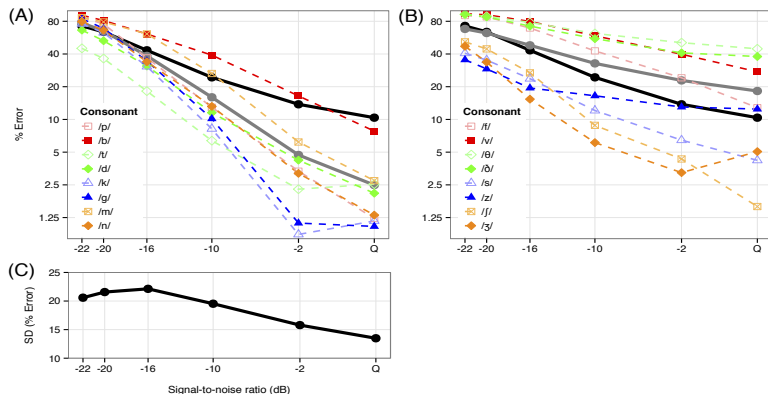 (A)
80
40
20
10
5
2.5
1.25
% Error
Consonant
/p/
/b/
/t/
/d/
/k/
/g/
/m/
/n/
-22 -20 -16 -10 -2 Q
(B)
80
40
20
10
5
2.5
1.25
Consonant
/f/
/v/
/θ/
/ð/
/s/
/z/
/ʃ/
/ʒ/
-22 -20 -16 -10 -2 Q
(C)
25
20
15
10
SD (% Error)
-22 -20 -16 -10 -2 Q
Signal-to-noise ratio (dB)